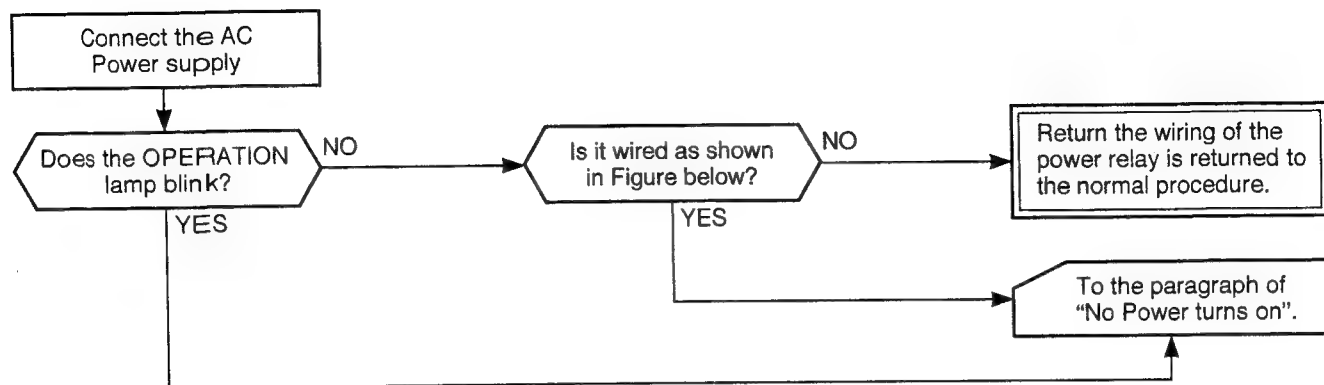 Connect the AC
Power supply
Does the OPERATION
lamp blink?
NO
YES
Is it wired as shown
in Figure below?
NO
YES
Return the wiring of the
power relay is returned to
the normal procedure.
To the paragraph of
“No Power turns on”.